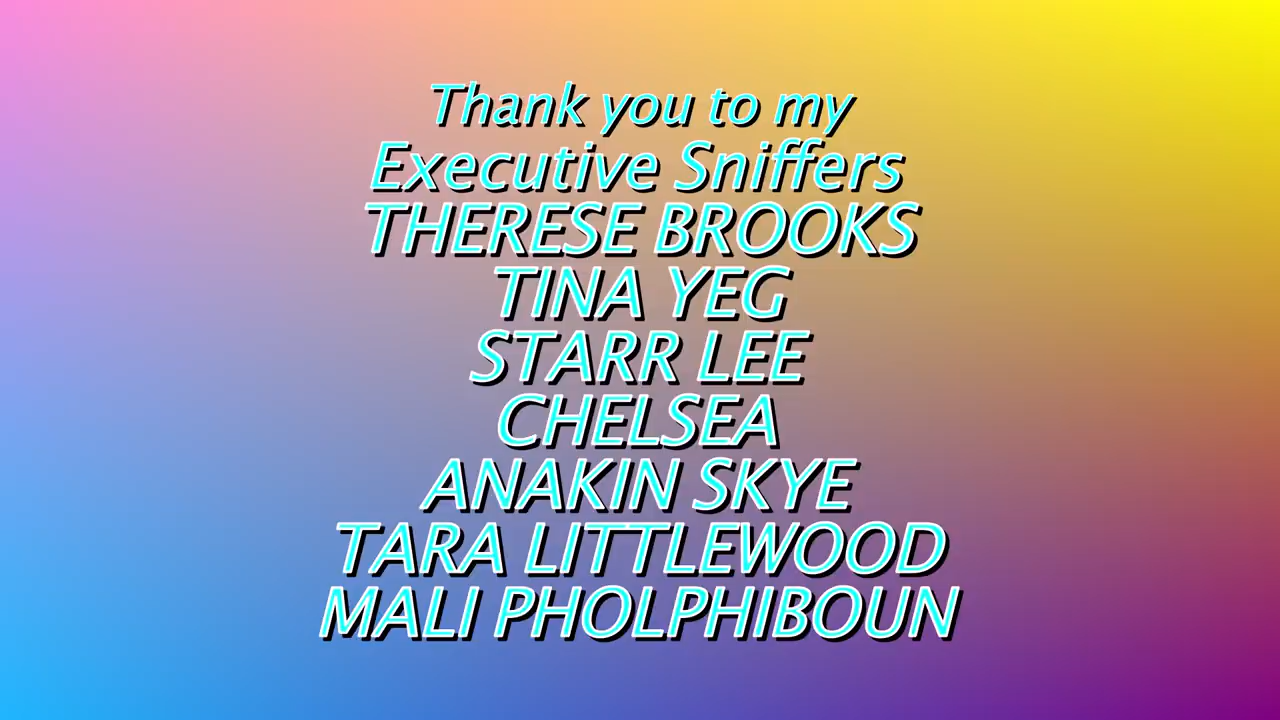 Thank you to my
Executive Sniffers
THERESE BROOKS
TINA YEG
STARR LEE
CHELSEA
ANAKIN SKYE
TARA LITTLEWOOD
MALI PHOLPHIBOUN